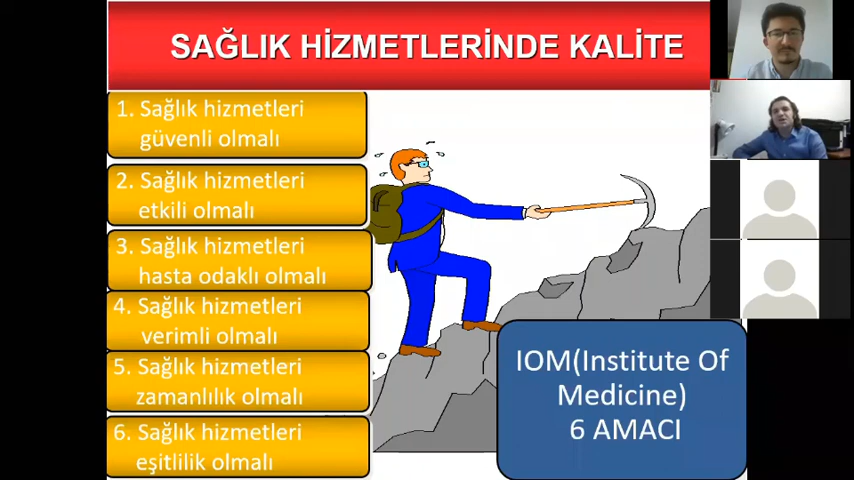 SAĞLIK HİZMETLERİNDE KALİTE
1. Sağlık hizmetleri
güvenli olmalı
2. Sağlık hizmetleri
etkili olmalı
3. Sağlık hizmetleri
hasta odaklı olmalı
4. Sağlık hizmetleri
verimli olmalı
5. Sağlık hizmetleri
zamanlılık olmalı
6. Sağlık hizmetleri
eşitlilik olmalı
IOM(Institute Of
Medicine)
6 AMACI